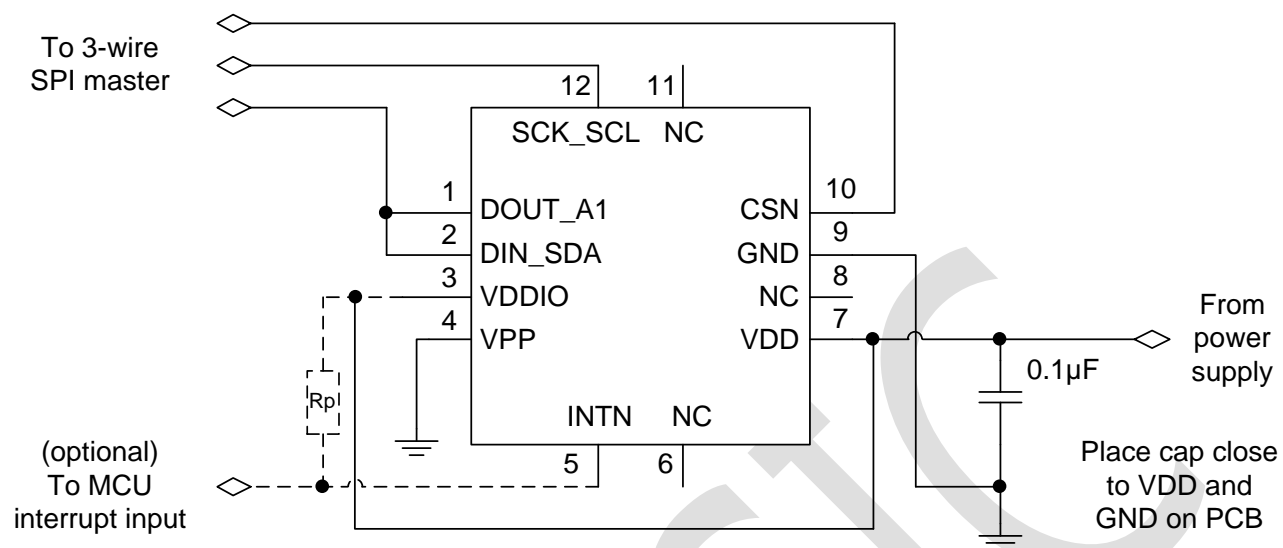 To 3-wire
SPI master
12
11
SCK_SCL
NC
1
DOUT_A1
CSN
10
2
DIN_SDA
GND
9
3
VDDIO
NC
8
4
VPP
VDD
7
From
power
supply
0.1µF
Rp
INTN
NC
5
6
(optional)
To MCU
interrupt input
Place cap close
to VDD and
GND on PCB